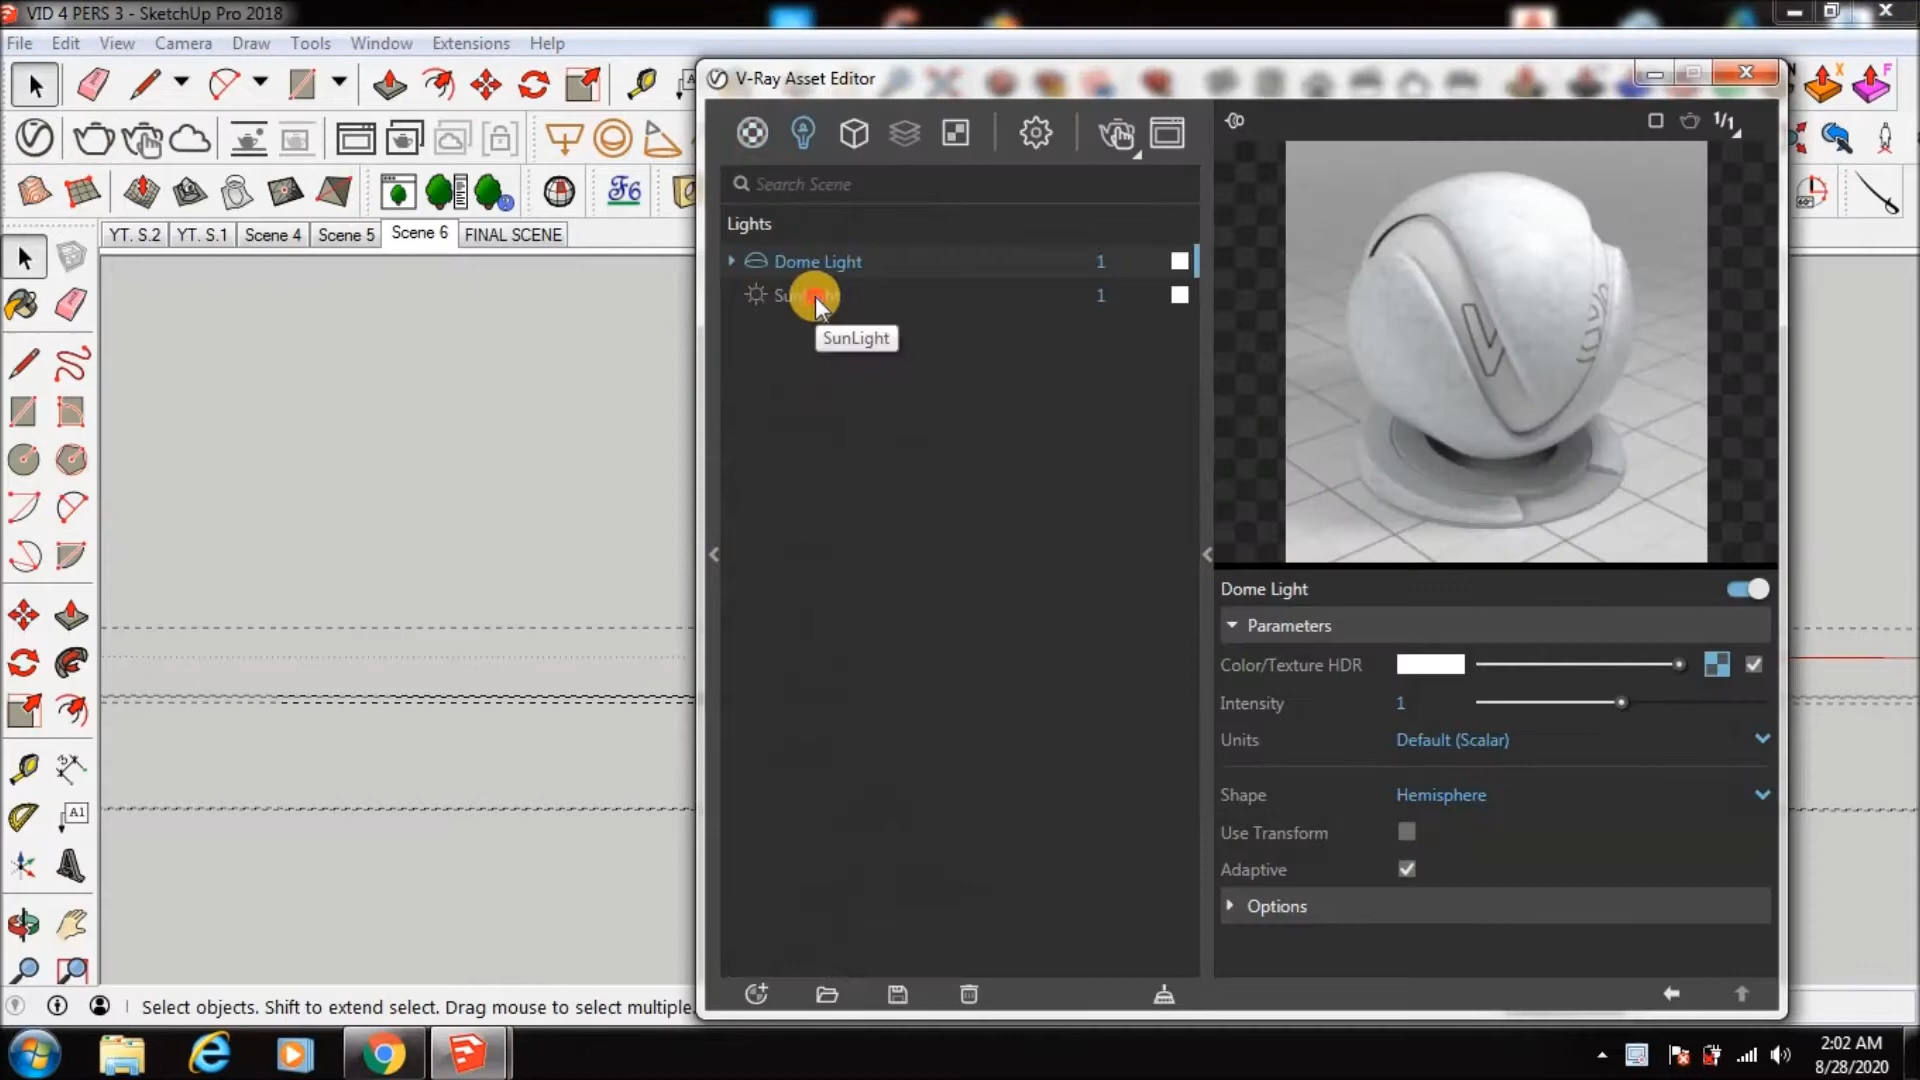 VID 4 PERS 3 - SketchUp Pro 2018
File Edit View Camera Draw Tools Window Extensions Help
V-Ray Asset Editor
YT. S.2 YT. S.1 Scene 4 Scene 5 Scene 6 FINAL SCENE
Search Scene
Lights
Dome Light 1
SunLight 1
SunLight
1/1
Dome Light
Parameters
Color/Texture HDR
Intensity 1
Units Default (Scalar)
Shape Hemisphere
Use Transform
Adaptive
Options
Select objects. Shift to extend select. Drag mouse to select multiple.
2:02 AM
8/28/2020